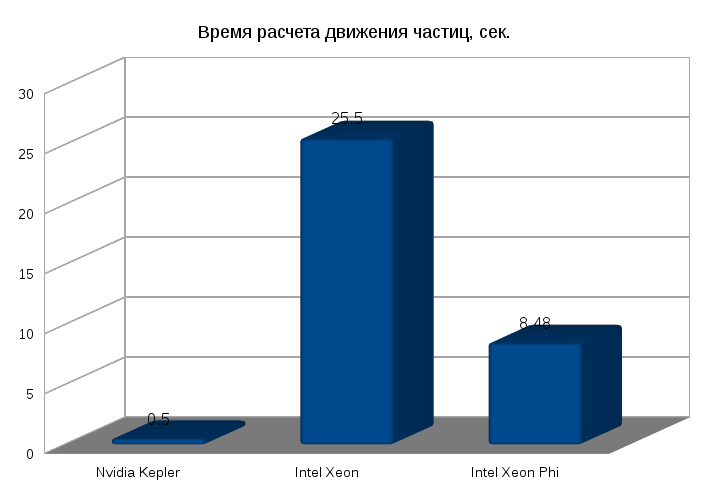 Время расчета движения частиц, сек.
30
25
20
15
10
5
0
0.5
25.5
8.48
Nvidia Kepler
Intel Xeon
Intel Xeon Phi